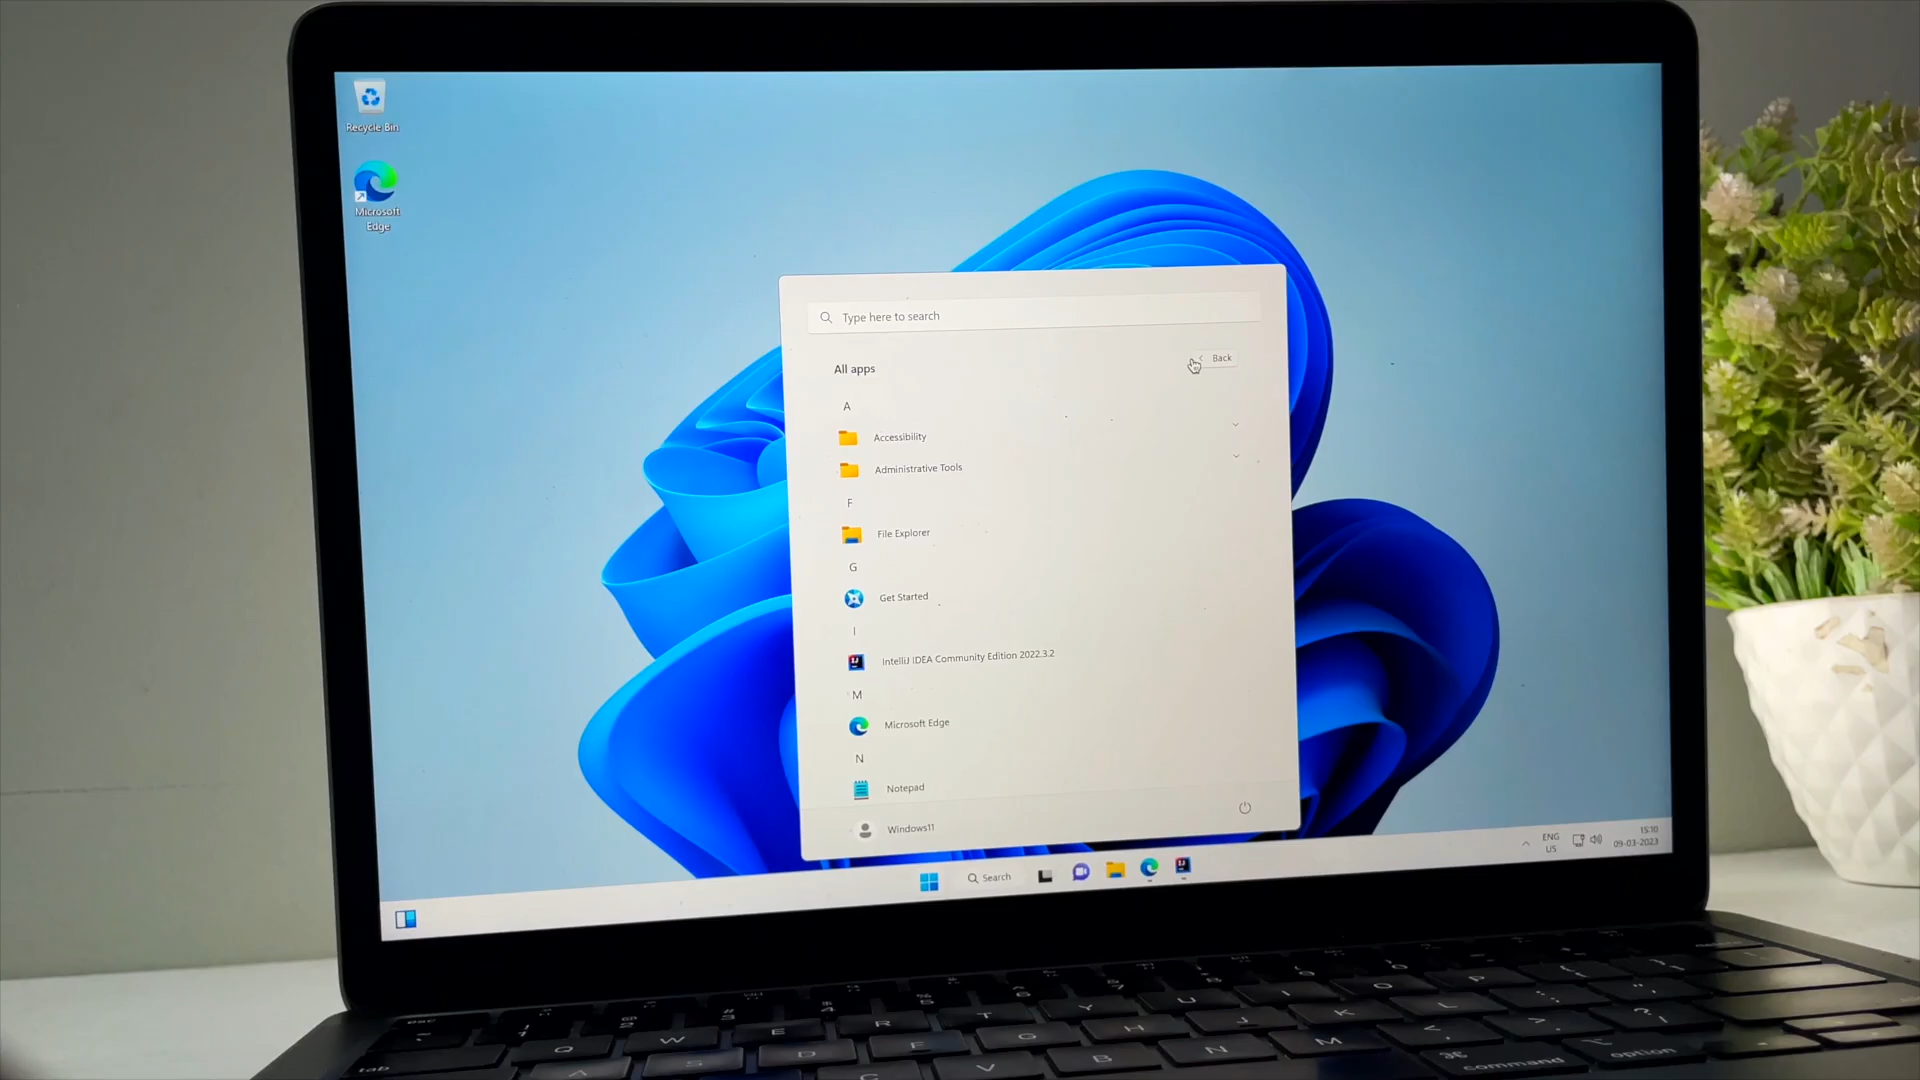 Recycle Bin
Microsoft
Edge
Type here to search
All apps
Back
A
Accessibility
Administrative Tools
F
File Explorer
G
Get Started
I
IntelliJ IDEA Community Edition 2022.3.2
M
Microsoft Edge
N
Notepad
Windows11
Search
ENG
US
15:10
09-03-2023
esc
Q W E R T Y U I O P
tab
A S D F G H J K L
C V B N M
command
option